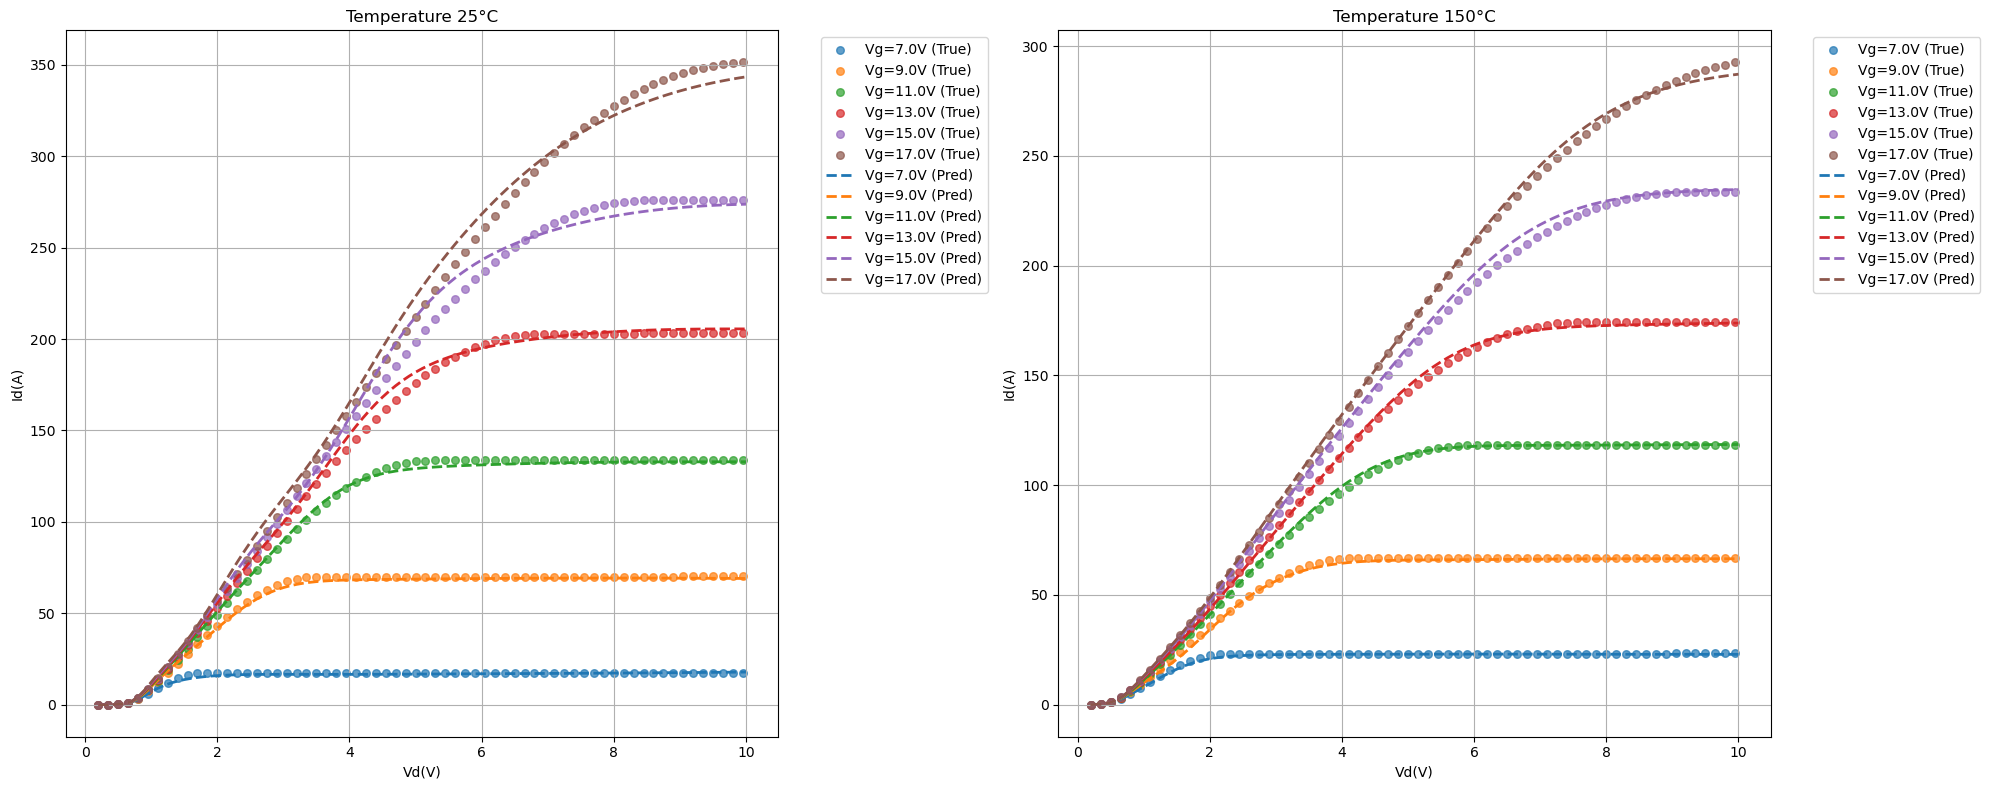 Temperature 25°C
Id(A)
350
300
250
200
150
100
50
0
0 2 4 6 8 10
Vd(V)
Vg=7.0V (True)
Vg=9.0V (True)
Vg=11.0V (True)
Vg=13.0V (True)
Vg=15.0V (True)
Vg=17.0V (True)
Vg=7.0V (Pred)
Vg=9.0V (Pred)
Vg=11.0V (Pred)
Vg=13.0V (Pred)
Vg=15.0V (Pred)
Vg=17.0V (Pred)
Temperature 150°C
Id(A)
300
250
200
150
100
50
0
0 2 4 6 8 10
Vd(V)
Vg=7.0V (True)
Vg=9.0V (True)
Vg=11.0V (True)
Vg=13.0V (True)
Vg=15.0V (True)
Vg=17.0V (True)
Vg=7.0V (Pred)
Vg=9.0V (Pred)
Vg=11.0V (Pred)
Vg=13.0V (Pred)
Vg=15.0V (Pred)
Vg=17.0V (Pred)